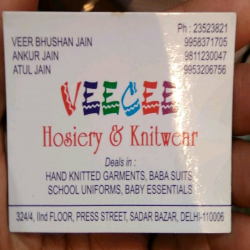 Ph : 23523821
VEER BHUSHAN JAIN 9958371705
ANKUR JAIN 9811230047
ATUL JAIN 9953206756
VEECEE
Hosiery & Knitwear
Deals in :
HAND KNITTED GARMENTS, BABA SUITS
SCHOOL UNIFORMS, BABY ESSENTIALS
324/4, IInd FLOOR, PRESS STREET, SADAR BAZAR, DELHI-110006